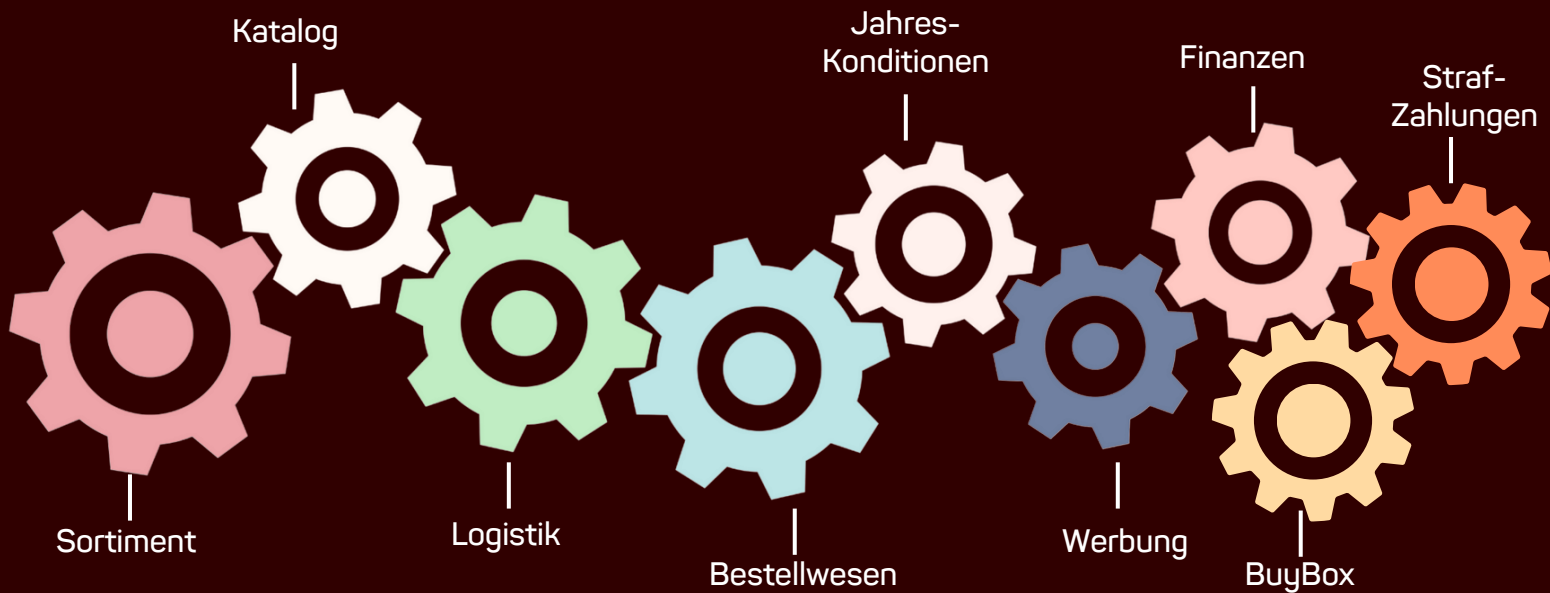 Katalog
Jahres-
Konditionen
Finanzen
Straf-
Zahlungen
Sortiment
Logistik
Bestellwesen
Werbung
BuyBox